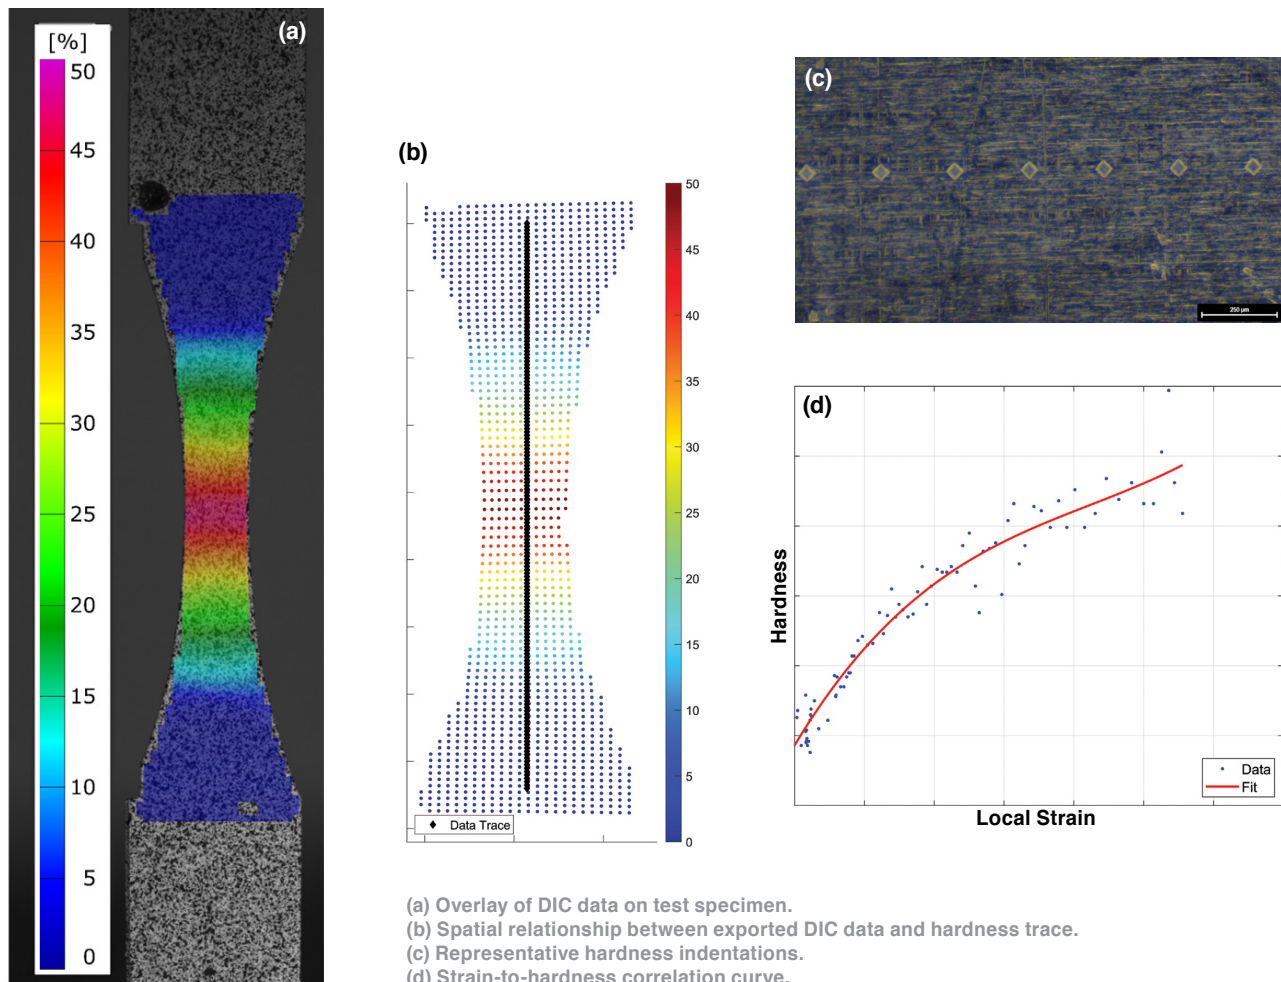 (a)
[%]
50
45
40
35
30
25
20
15
10
5
0
(b)
50
45
40
35
30
25
20
15
10
5
0
Data Trace
(c)
250 µm
(d)
Hardness
Data
Fit
Local Strain
(a) Overlay of DIC data on test specimen.
(b) Spatial relationship between exported DIC data and hardness trace.
(c) Representative hardness indentations.
(d) Strain-to-hardness correlation curve.